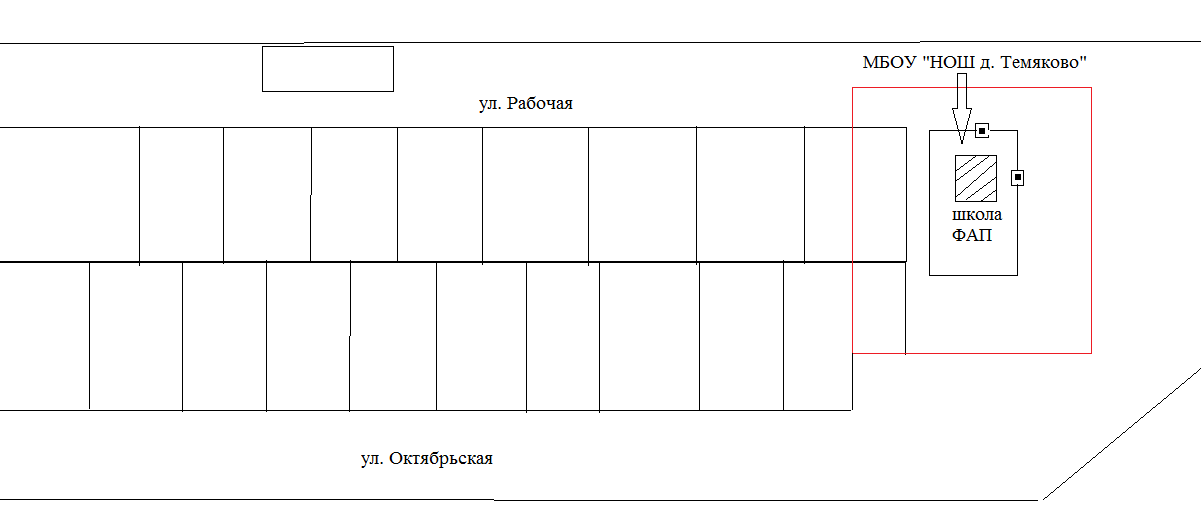 МБОУ "НОШ д. Темяково"
ул. Рабочая
школа
ФАП
ул. Октябрьская